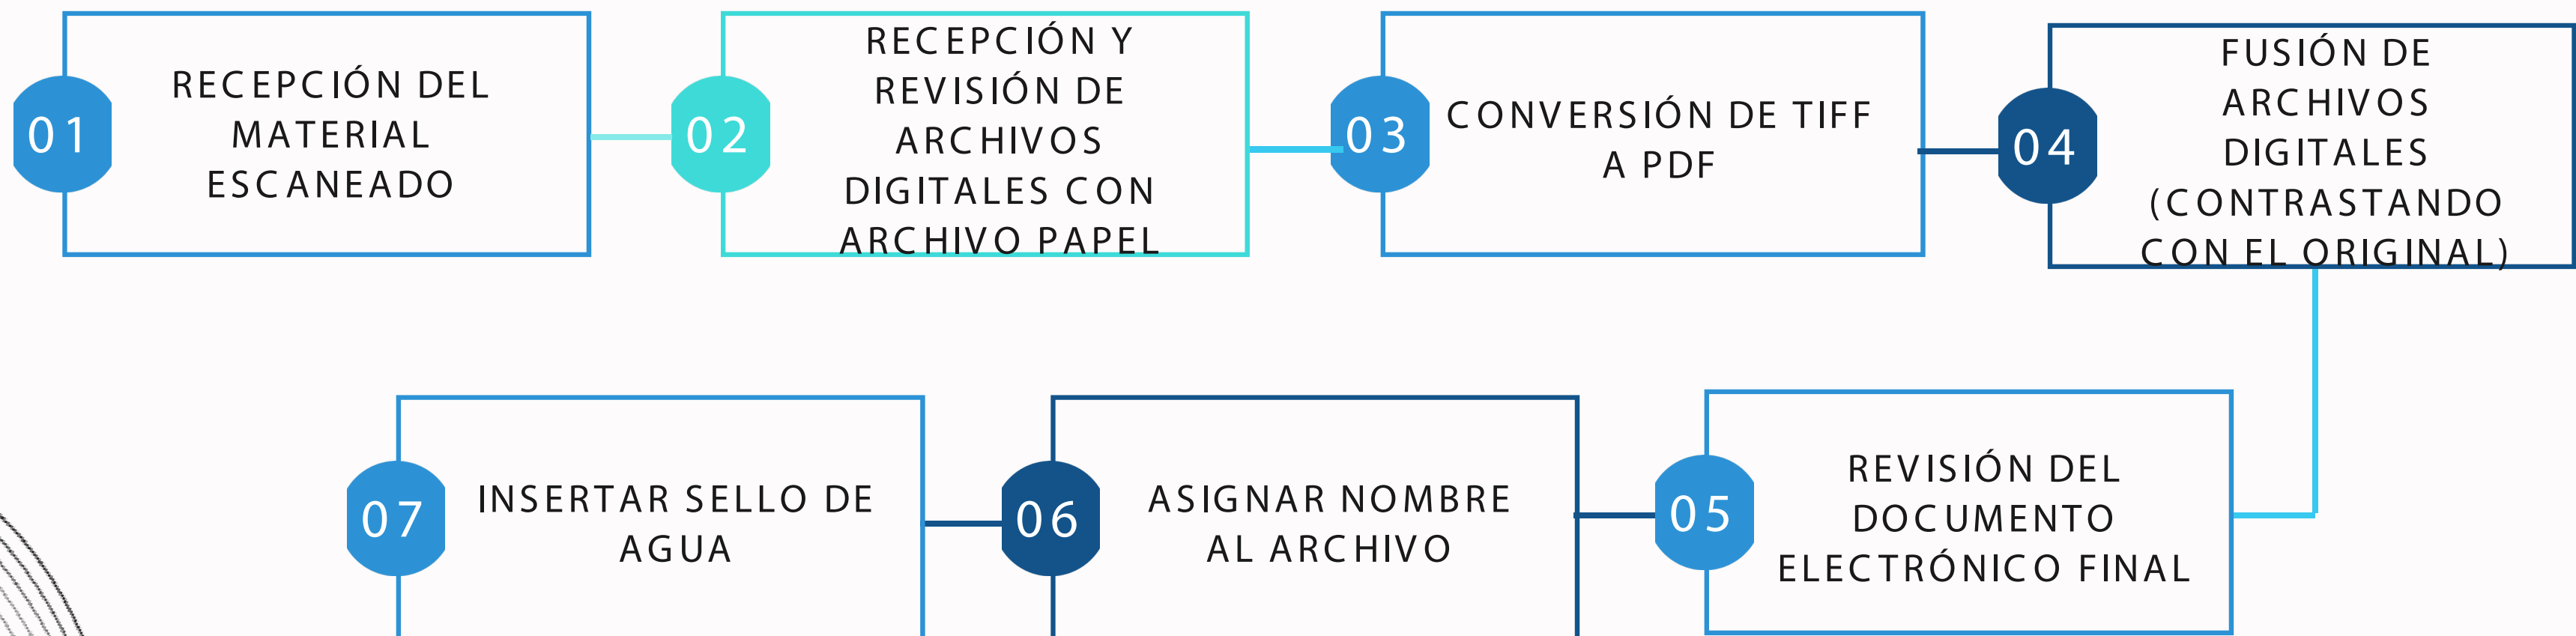 01
RECEPCIÓN DEL
MATERIAL
ESCANEADO
02
RECEPCIÓN Y
REVISIÓN DE
ARCHIVOS
DIGITALES CON
ARCHIVO PAPEL
03
CONVERSIÓN DE TIFF
A PDF
04
FUSIÓN DE
ARCHIVOS
DIGITALES
(CONTRASTANDO
CON EL ORIGINAL)
05
REVISIÓN DEL
DOCUMENTO
ELECTRÓNICO FINAL
06
ASIGNAR NOMBRE
AL ARCHIVO
07
INSERTAR SELLO DE
AGUA